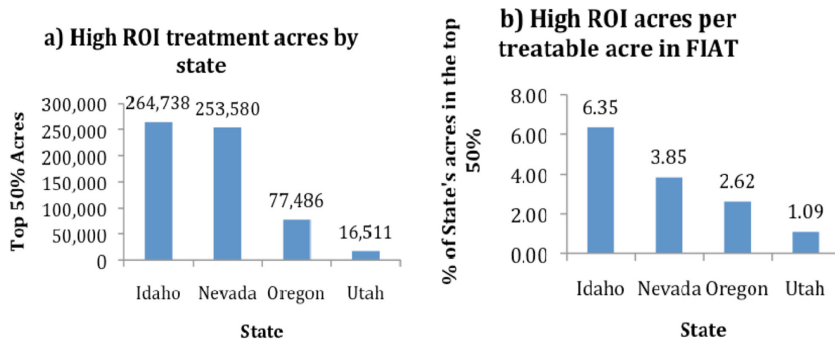 a) High ROI treatment acres by
state
Top 50% Acres
300,000
250,000
200,000
150,000
100,000
50,000
0
264,738
253,580
77,486
16,511
Idaho Nevada Oregon Utah
State
b) High ROI acres per
treatable acre in FIAT
% of State's acres in the top
50%
8.00
6.00
4.00
2.00
0.00
6.35
3.85
2.62
1.09
Idaho Nevada Oregon Utah
State